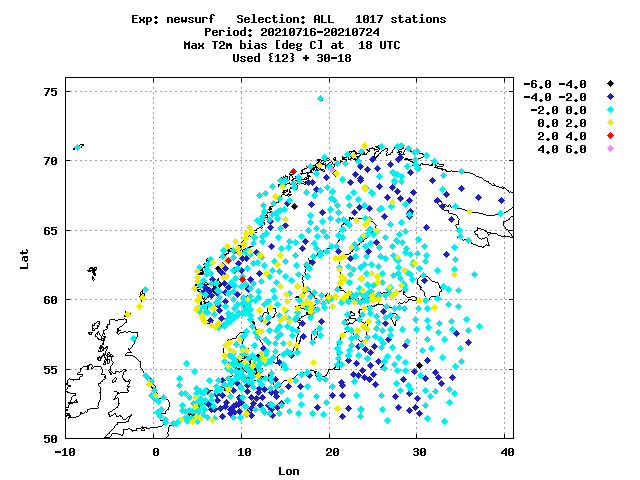 Exp: newsurf   Selection: ALL   1017 stations
Period: 20210716-20210724
Max T2m bias [deg C] at  18 UTC
Used {12} + 30-18
-6.0 -4.0
-4.0 -2.0
-2.0 0.0
0.0 2.0
2.0 4.0
4.0 6.0
75
70
65
60
55
50
Lat
-10 0 10 20 30 40
Lon